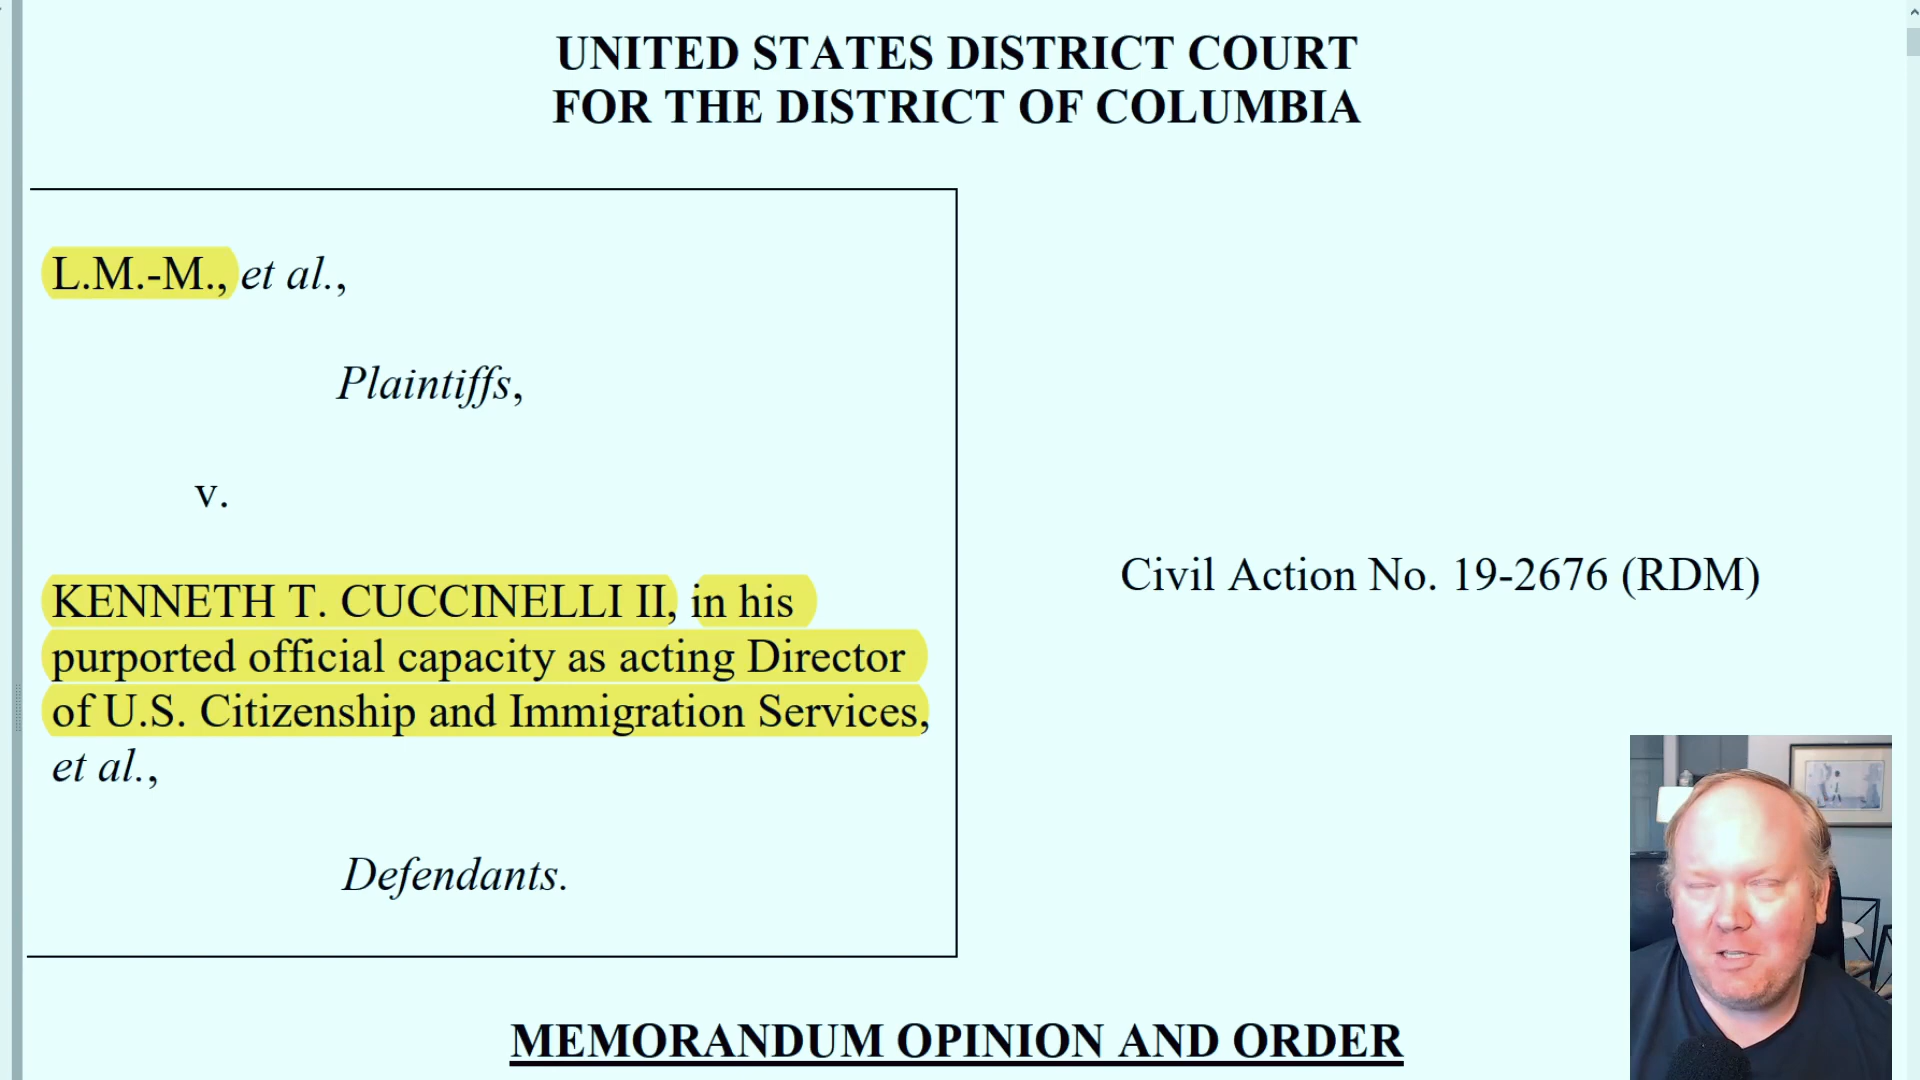 UNITED STATES DISTRICT COURT
FOR THE DISTRICT OF COLUMBIA
L.M.-M., et al.,
Plaintiffs,
v.
KENNETH T. CUCCINELLI II, in his
purported official capacity as acting Director
of U.S. Citizenship and Immigration Services,
et al.,
Defendants.
Civil Action No. 19-2676 (RDM)
MEMORANDUM OPINION AND ORDER